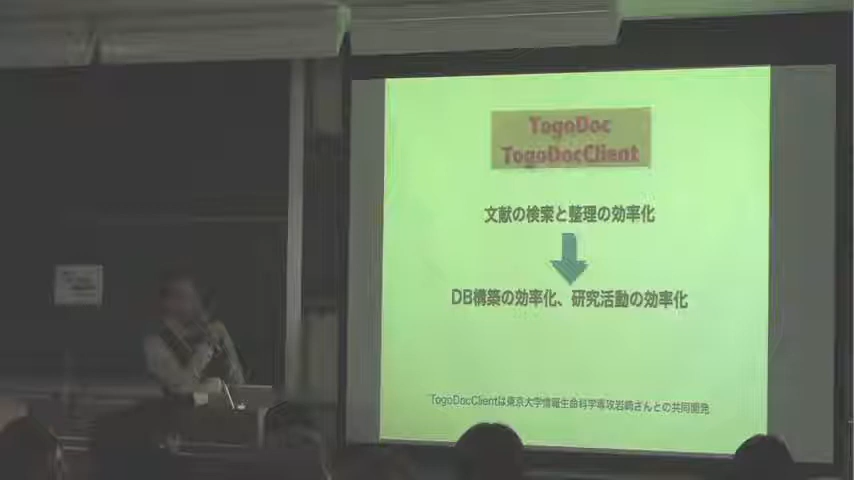 TogoDoc
TogoDocClient
文献の検索と整理の効率化
DB構築の効率化、研究活動の効率化
TogoDocClientは東京大学情報生命科学専攻岩崎さんとの共同開発